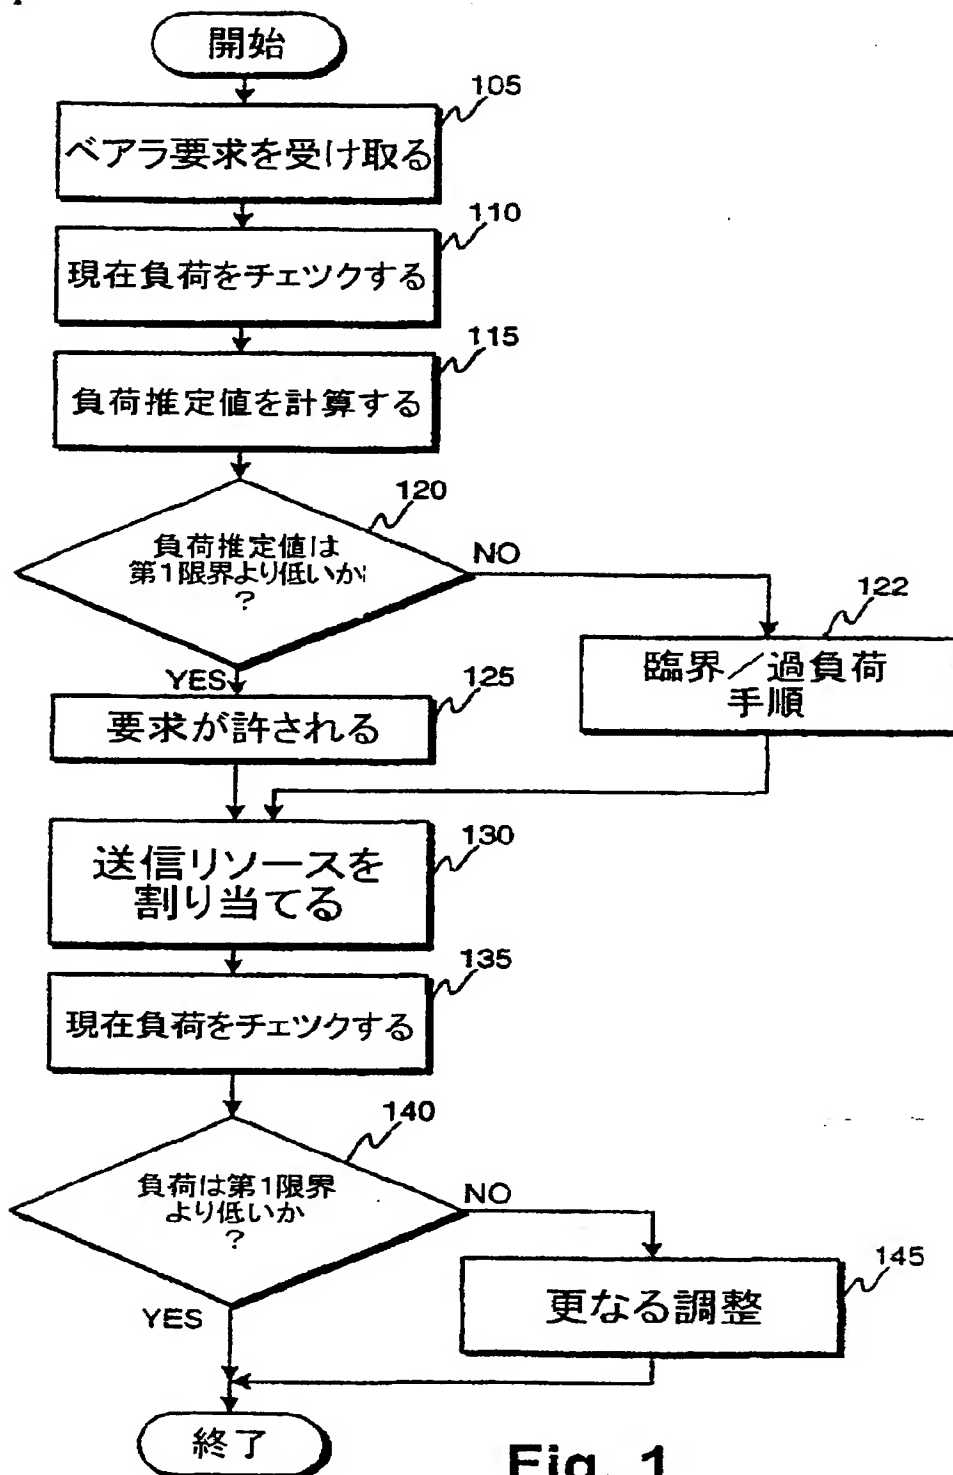 開始
105
ベアラ要求を受け取る
110
現在負荷をチェツクする
115
負荷推定値を計算する
120
負荷推定値は
第1限界より低いか
?
NO
122
臨界/過負荷
手順
YES
125
要求が許される
130
送信リソースを
割り当てる
135
現在負荷をチェツクする
140
負荷は第1限界
より低いか
?
NO
145
更なる調整
YES
終了
Fig. 1